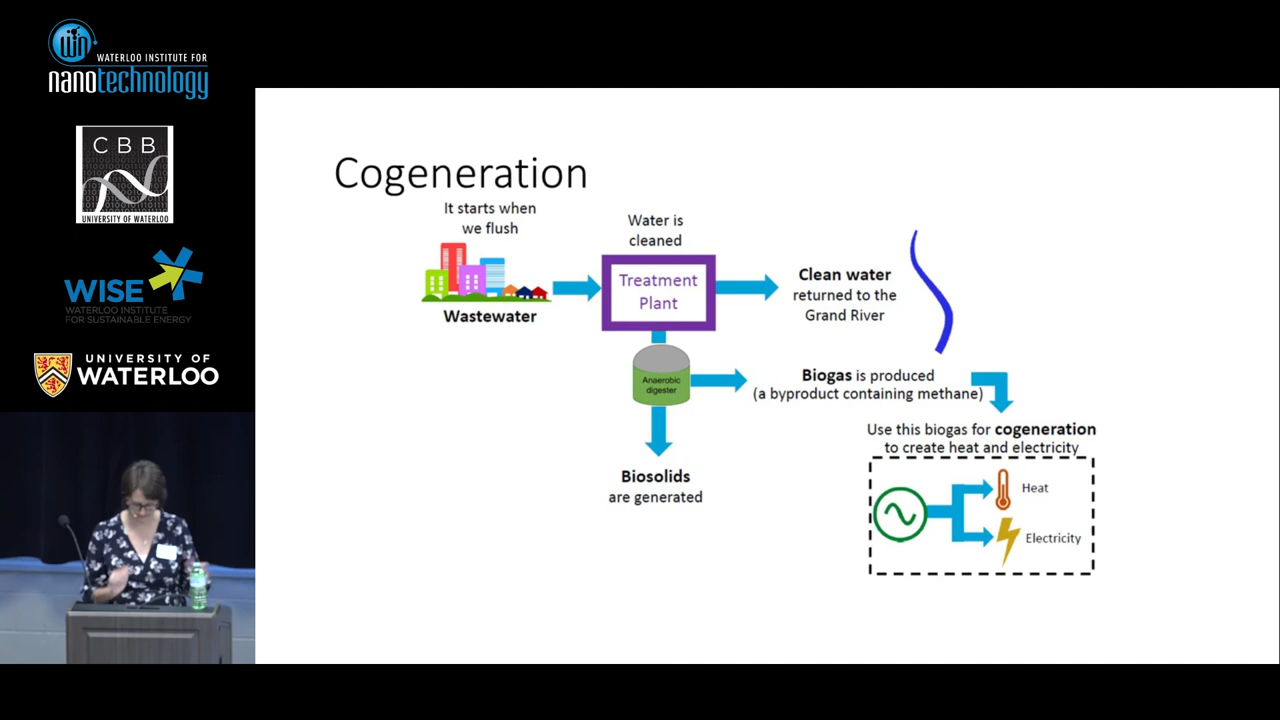 WATERLOO INSTITUTE FOR
nanotechnology
CBB
UNIVERSITY OF WATERLOO
WISE
WATERLOO INSTITUTE
FOR SUSTAINABLE ENERGY
UNIVERSITY OF
WATERLOO
Cogeneration
It starts when
we flush
Wastewater
Water is
cleaned
Treatment
Plant
Clean water
returned to the
Grand River
Anaerobic
digester
Biogas is produced
(a byproduct containing methane)
Biosolids
are generated
Use this biogas for cogeneration
to create heat and electricity
Heat
Electricity